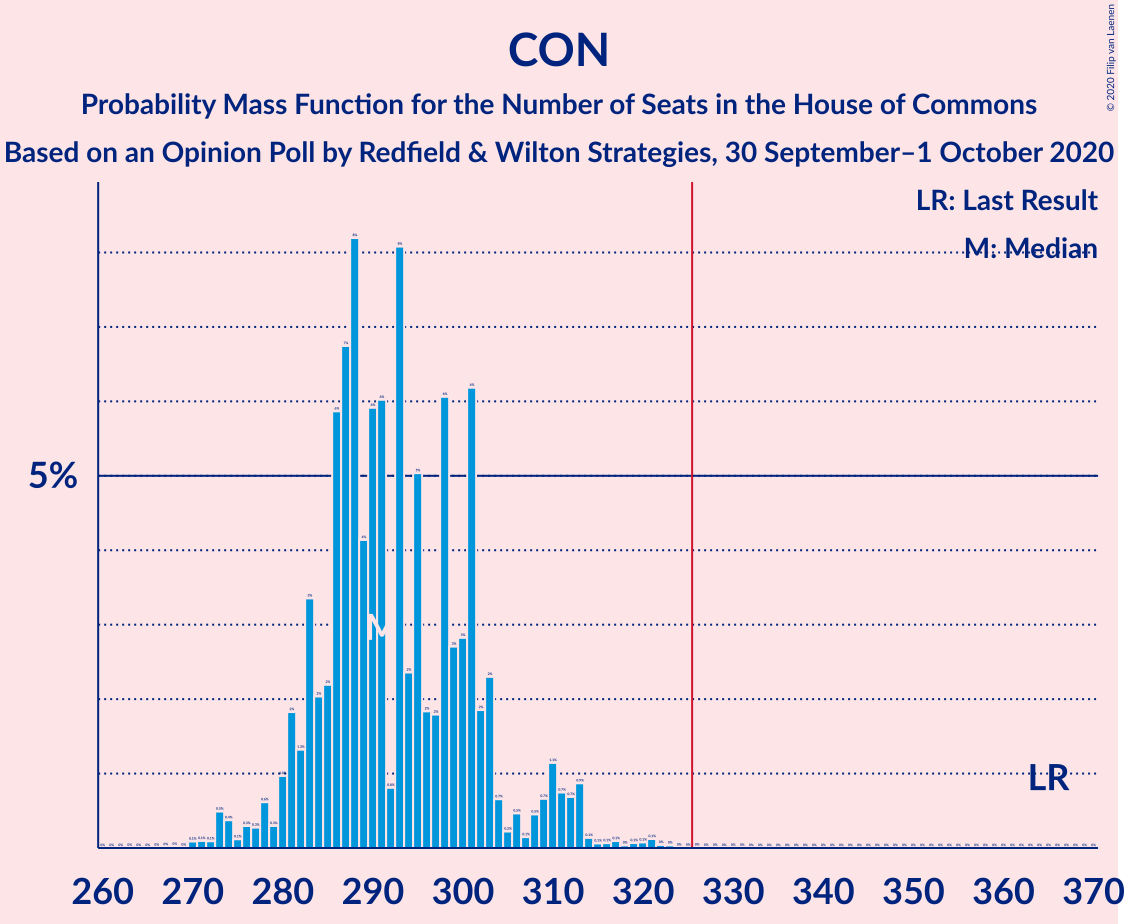 CON
Probability Mass Function for the Number of Seats in the House of Commons
Based on an Opinion Poll by Redfield & Wilton Strategies, 30 September–1 October 2020
© 2020 Filip van Laenen
LR: Last Result
M: Median
5%
M
LR
260 270 280 290 300 310 320 330 340 350 360 370